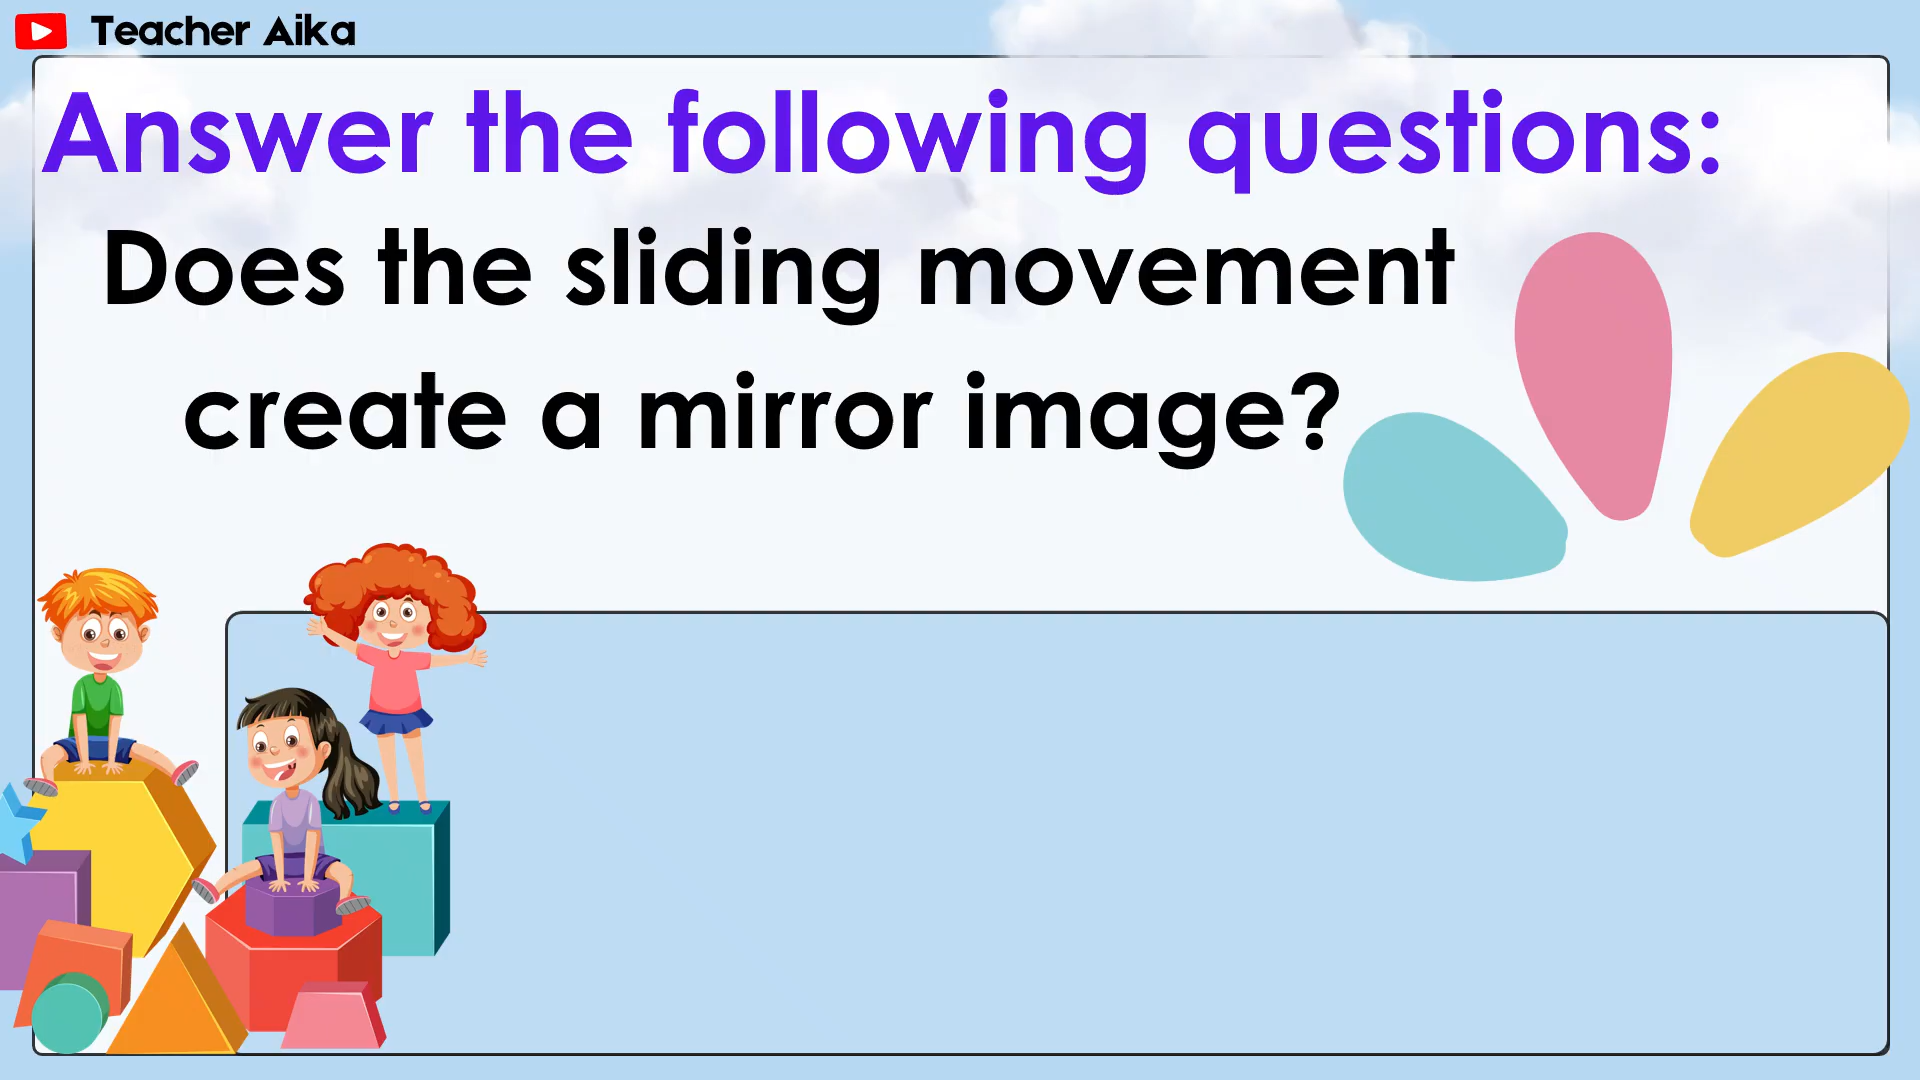 Teacher Aika
Answer the following questions:
Does the sliding movement
create a mirror image?